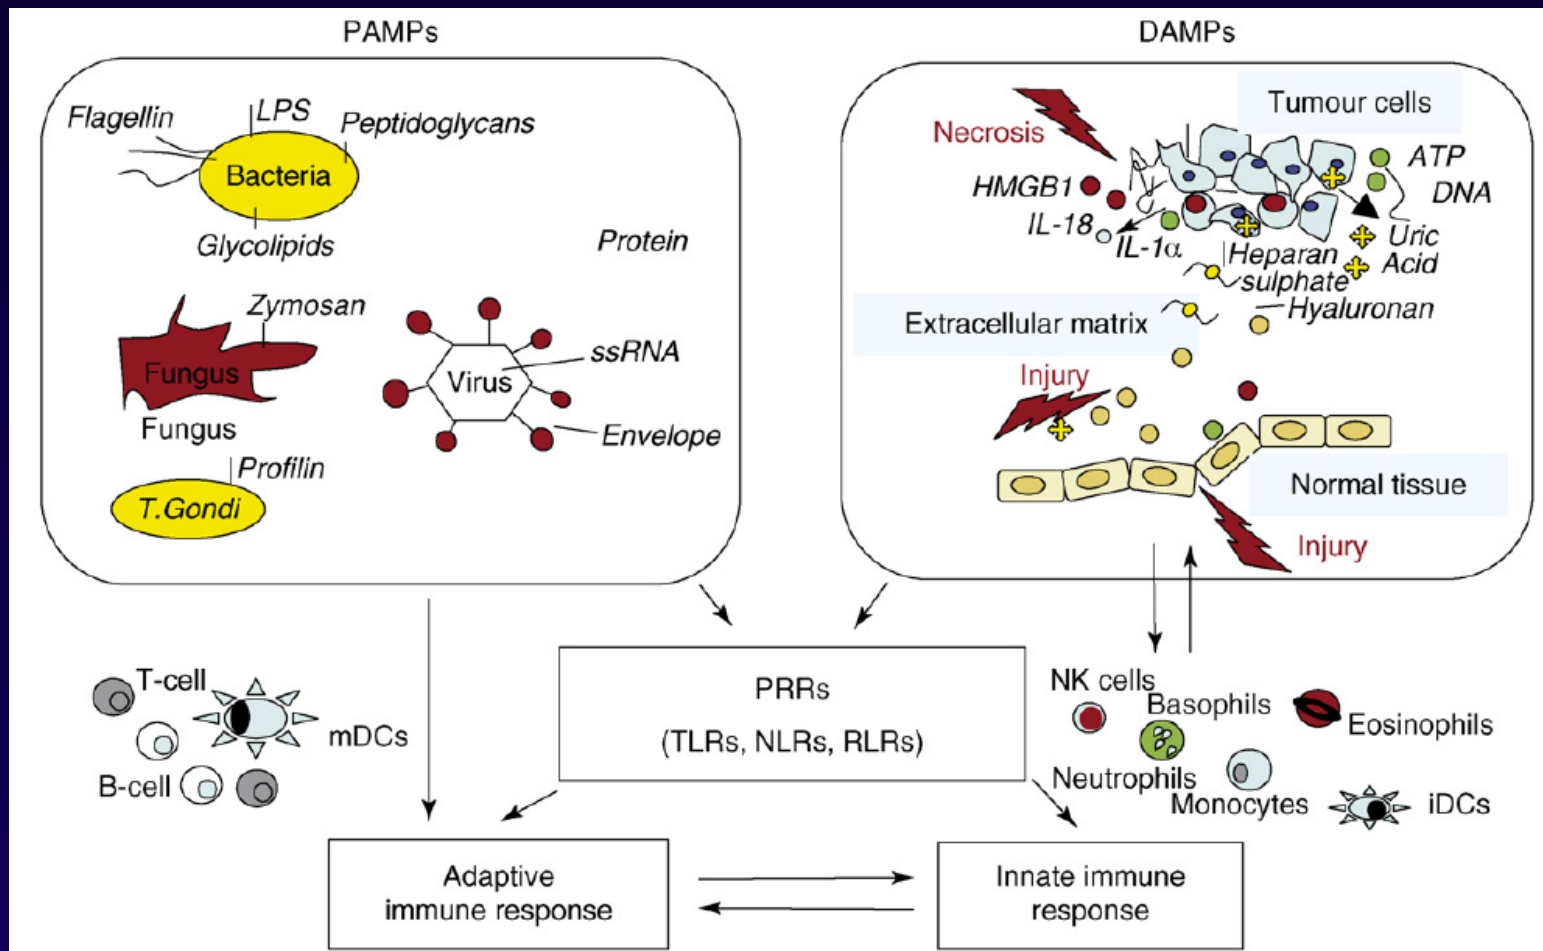 PAMPs
Flagellin
LPS
Peptidoglycans
Bacteria
Glycolipids
Protein
Zymosan
Fungus
Fungus
Virus
ssRNA
Envelope
Profilin
T.Gondi
DAMPs
Tumour cells
Necrosis
ATP
DNA
HMGB1
IL-18
IL-1α
Uric
Acid
Heparan
sulphate
Hyaluronan
Extracellular matrix
Injury
Normal tissue
Injury
T-cell
mDCs
B-cell
PRRs
(TLRs, NLRs, RLRs)
NK cells
Basophils
Eosinophils
Neutrophils
Monocytes
iDCs
Adaptive
immune response
Innate immune
response